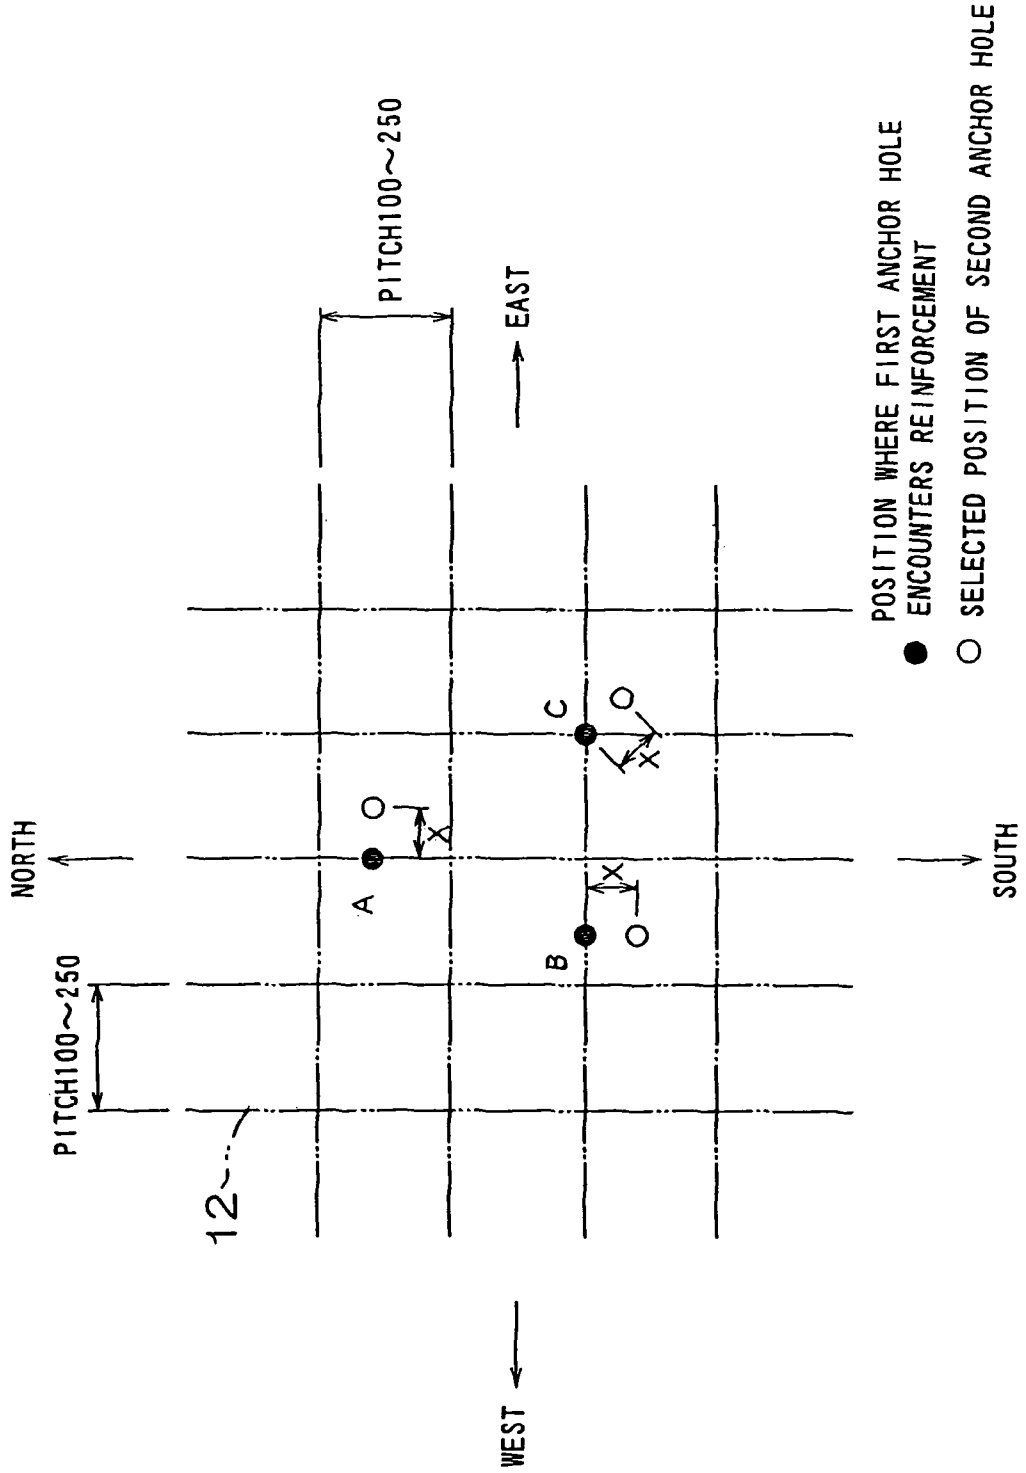 NORTH
PITCH100~250
12
PITCH100~250
A
X
WEST
EAST
B
X
C
X
SOUTH
POSITION WHERE FIRST ANCHOR HOLE
ENCOUNTERS REINFORCEMENT
SELECTED POSITION OF SECOND ANCHOR HOLE